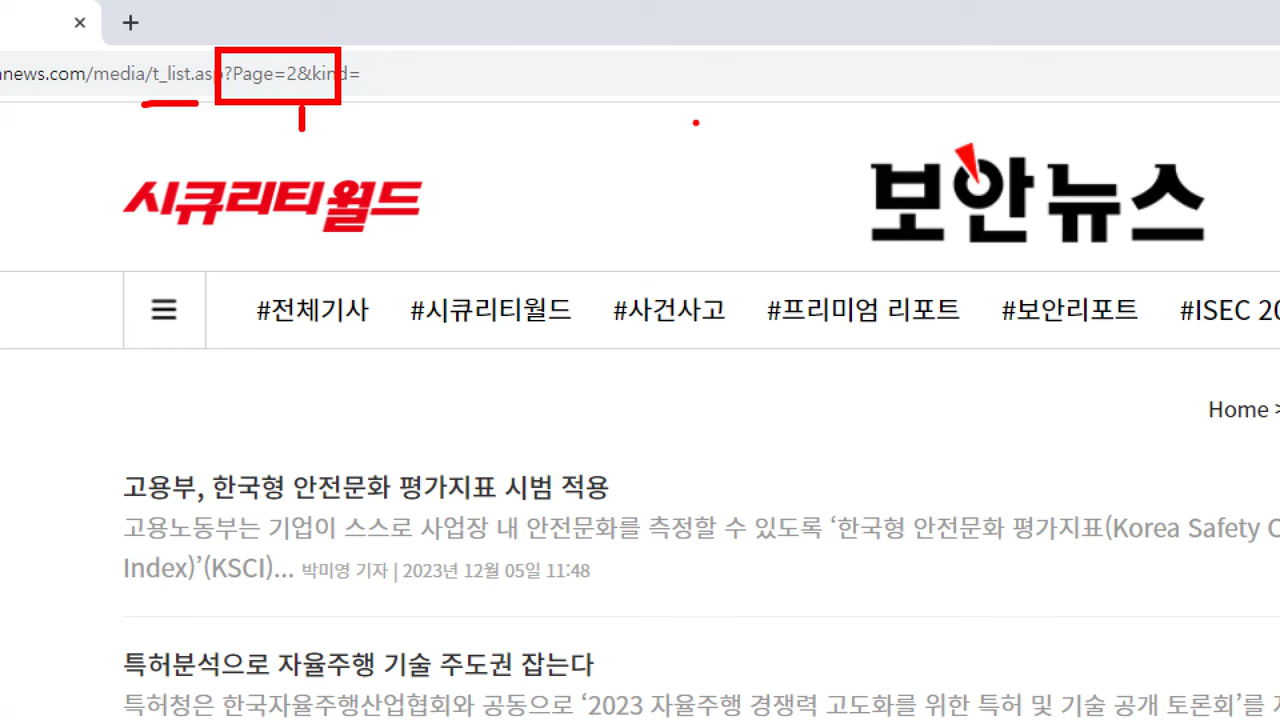 news.com/media/t_list.asp?Page=2&kind=
시큐리티월드
보안뉴스
#전체기사 #시큐리티월드 #사건사고 #프리미엄 리포트 #보안리포트 #ISEC
Home >
고용부, 한국형 안전문화 평가지표 시범 적용
고용노동부는 기업이 스스로 사업장 내 안전문화를 측정할 수 있도록 ‘한국형 안전문화 평가지표(Korea Safety
Index)’(KSCI)... 박미영 기자 | 2023년 12월 05일 11:48
특허분석으로 자율주행 기술 주도권 잡는다
특허청은 한국자율주행산업협회와 공동으로 ‘2023 자율주행 경쟁력 고도화를 위한 특허 및 기술 공개 토론회’를